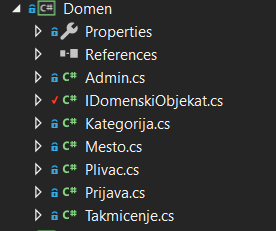 Domen
Properties
References
C# Admin.cs
C# IDomenskiObjekat.cs
C# Kategorija.cs
C# Mesto.cs
C# Plivac.cs
C# Prijava.cs
C# Takmicenje.cs